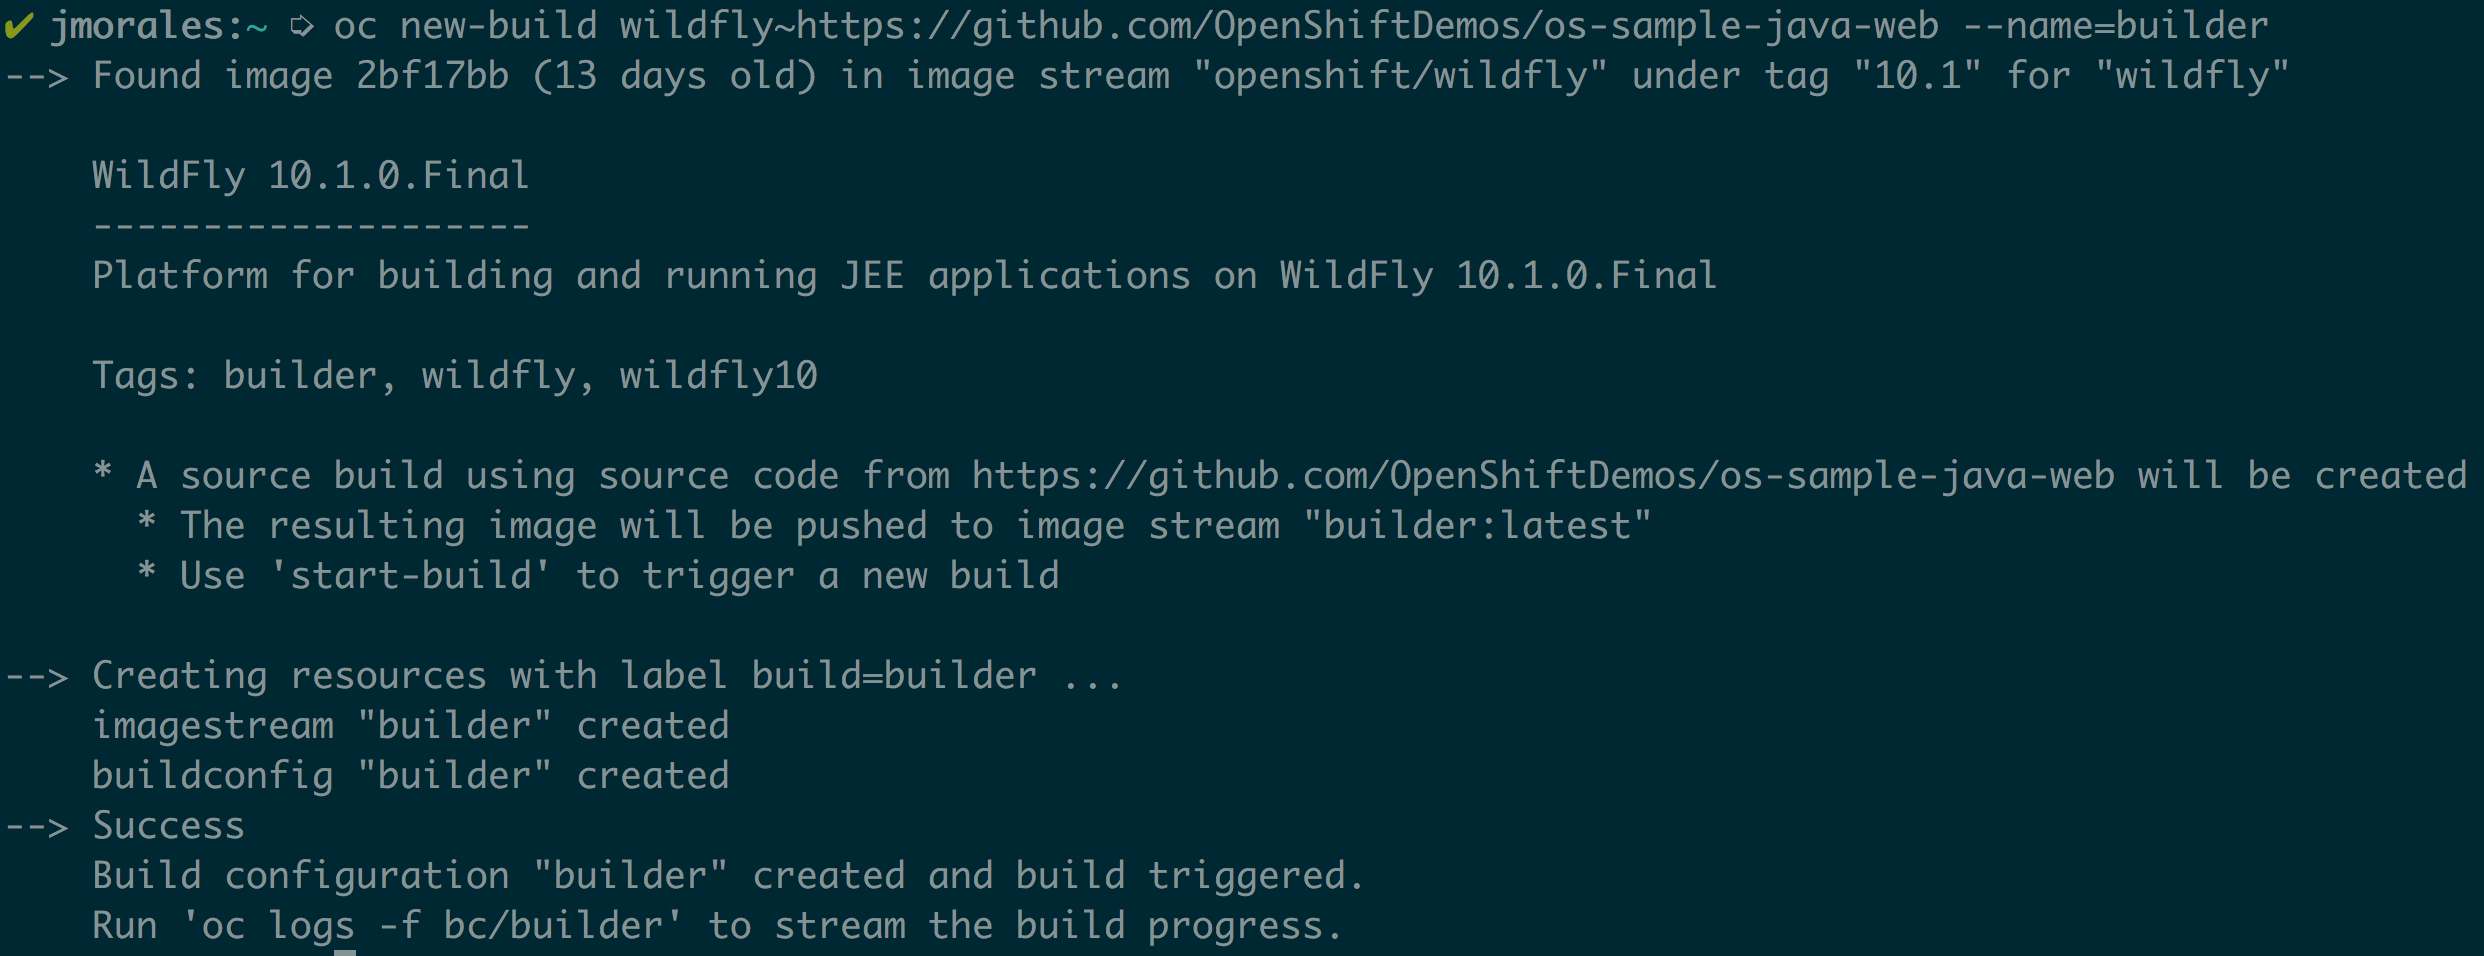 ✔ jmorales:~ ➩ oc new-build wildfly~https://github.com/OpenShiftDemos/os-sample-java-web --name=builder
--> Found image 2bf17bb (13 days old) in image stream "openshift/wildfly" under tag "10.1" for "wildfly"
WildFly 10.1.0.Final
--------------------
Platform for building and running JEE applications on WildFly 10.1.0.Final
Tags: builder, wildfly, wildfly10
* A source build using source code from https://github.com/OpenShiftDemos/os-sample-java-web will be created
* The resulting image will be pushed to image stream "builder:latest"
* Use 'start-build' to trigger a new build
--> Creating resources with label build=builder ...
imagestream "builder" created
buildconfig "builder" created
--> Success
Build configuration "builder" created and build triggered.
Run 'oc logs -f bc/builder' to stream the build progress.